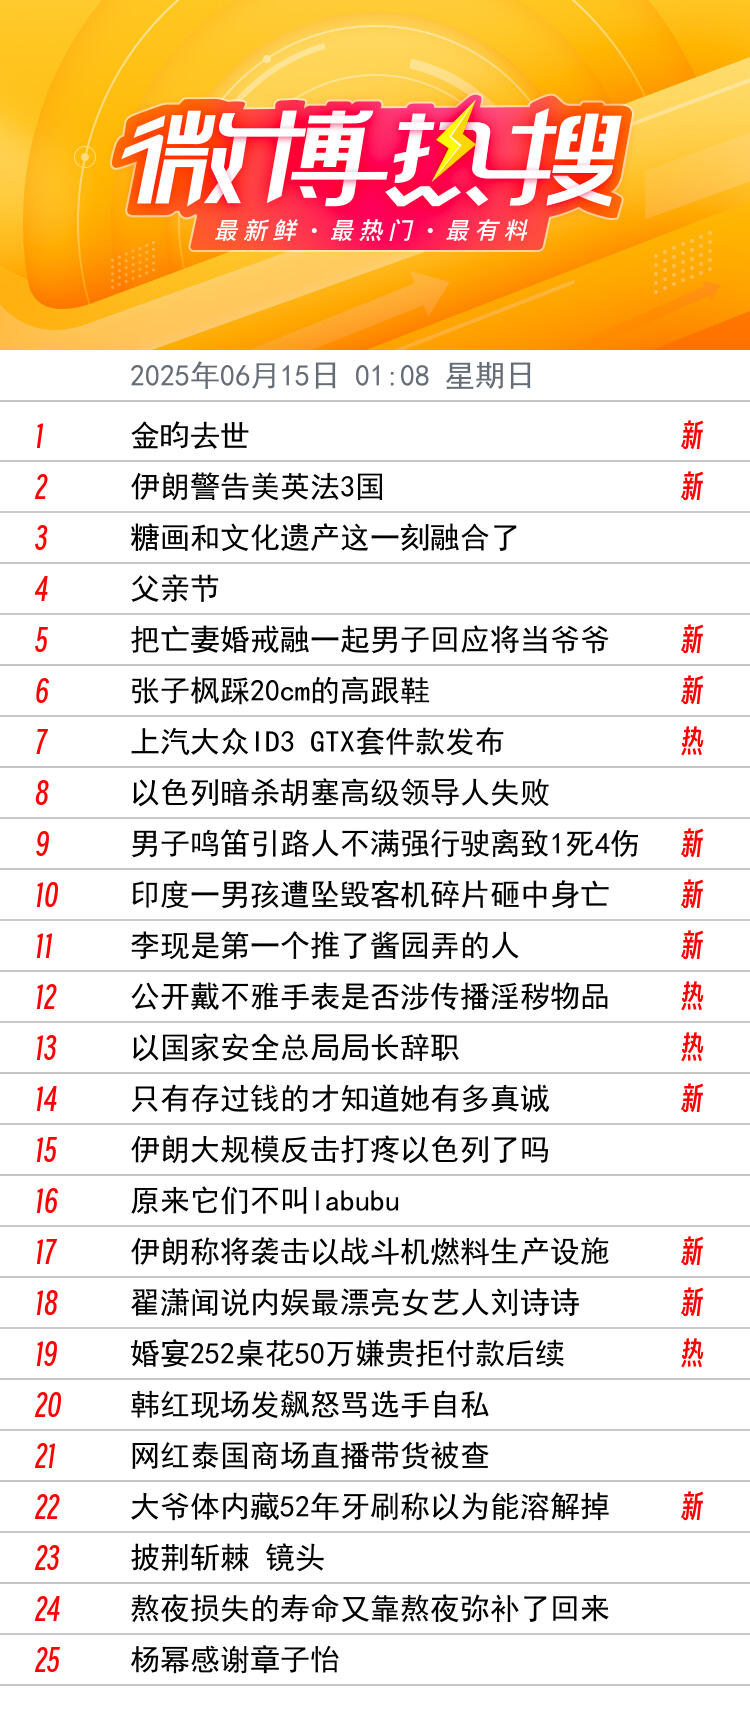 微博热搜
最新鲜·最热门·最有料
2025年06月15日 01:08 星期日
1 金昀去世 新
2 伊朗警告美英法3国 新
3 糖画和文化遗产这一刻融合了
4 父亲节
5 把亡妻婚戒融一起男子回应将当爷爷 新
6 张子枫踩20cm的高跟鞋 新
7 上汽大众ID3 GTX套件款发布 热
8 以色列暗杀胡塞高级领导人失败
9 男子鸣笛引路人不满强行驶离致1死4伤 新
10 印度一男孩遭坠毁客机碎片砸中身亡 新
11 李现是第一个推了酱园弄的人 新
12 公开戴不雅手表是否涉传播淫秽物品 热
13 以国家安全总局局长辞职 热
14 只有存过钱的才知道她有多真诚 新
15 伊朗大规模反击打疼以色列了吗
16 原来它们不叫labubu
17 伊朗称将袭击以战斗机燃料生产设施 新
18 翟潇闻说内娱最漂亮女艺人刘诗诗 新
19 婚宴252桌花50万嫌贵拒付款后续 热
20 韩红现场发飙怒骂选手自私
21 网红泰国商场直播带货被查
22 大爷体内藏52年牙刷称以为能溶解掉 新
23 披荆斩棘 镜头
24 熬夜损失的寿命又靠熬夜弥补了回来
25 杨幂感谢章子怡